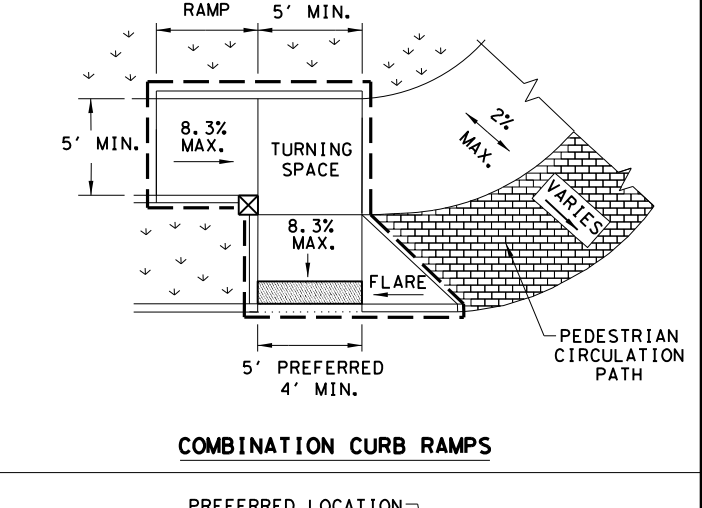 RAMP
5' MIN.
5' MIN.
8.3%
MAX.
TURNING
SPACE
2%
MAX.
VARIES
8.3%
MAX.
FLARE
PEDESTRIAN
CIRCULATION
PATH
5' PREFERRED
4' MIN.
COMBINATION CURB RAMPS
PREFERRED LOCATION